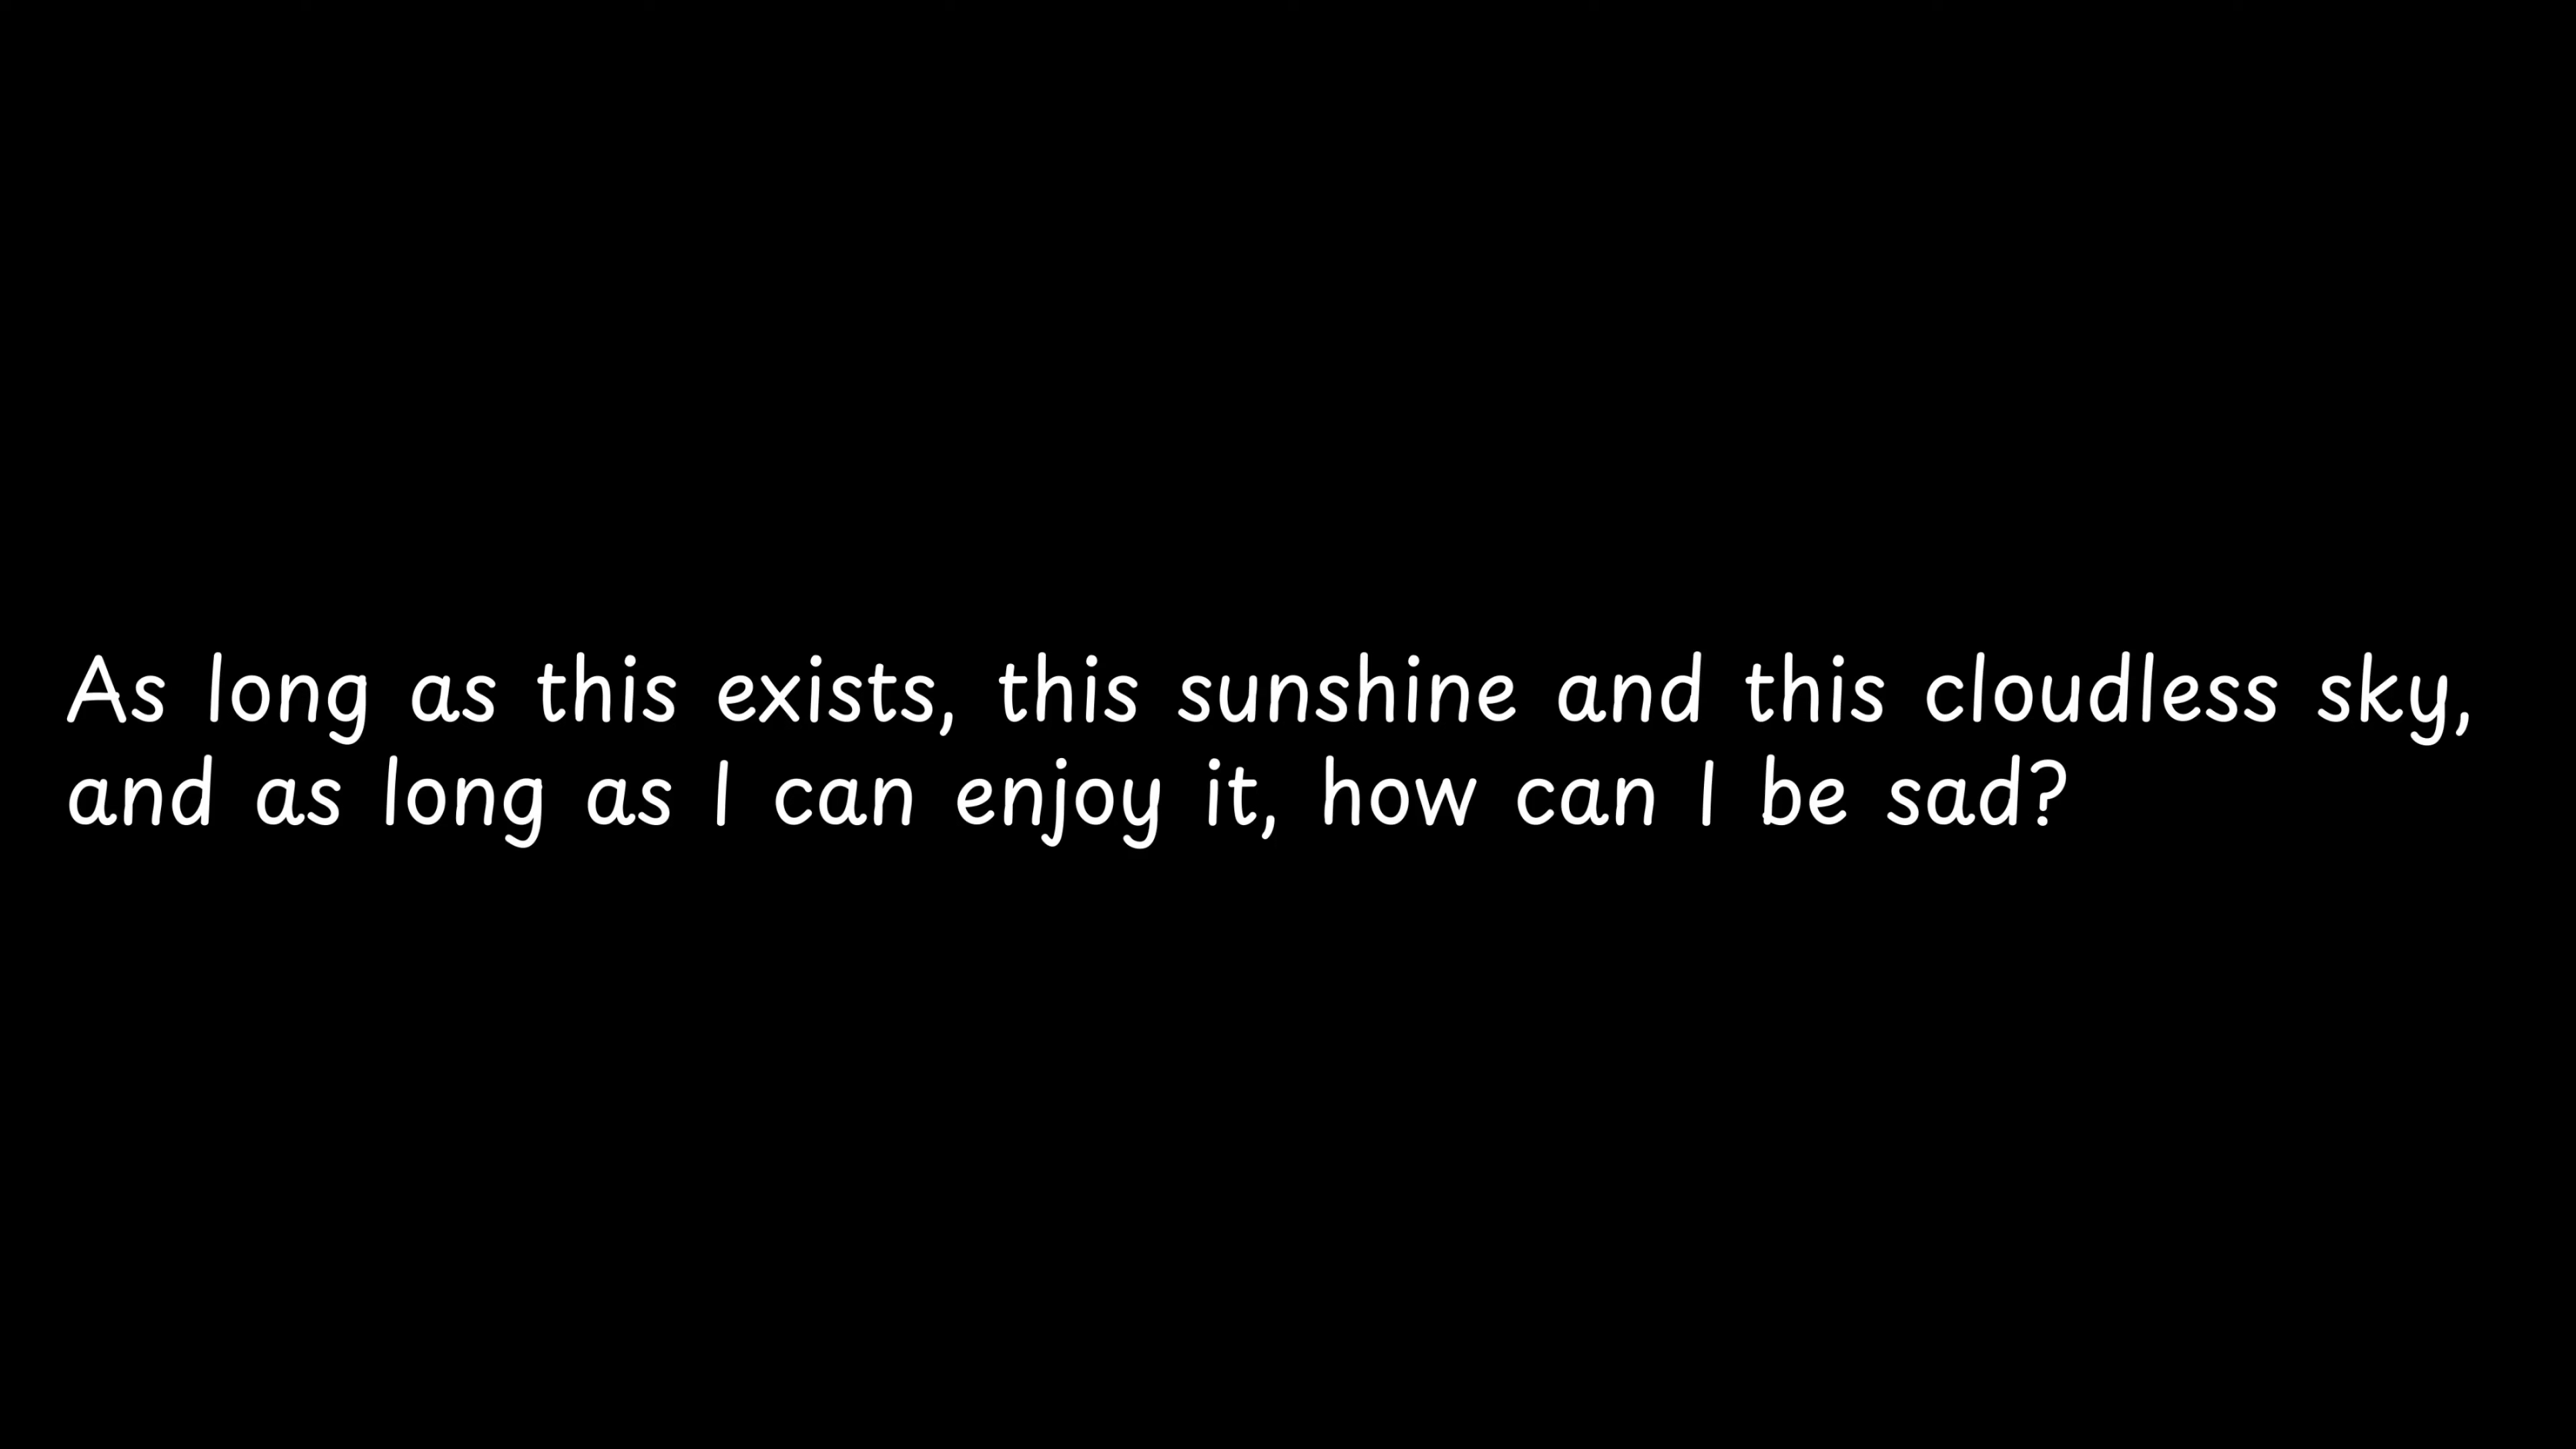 As long as this exists, this sunshine and this cloudless sky,
and as long as I can enjoy it, how can I be sad?